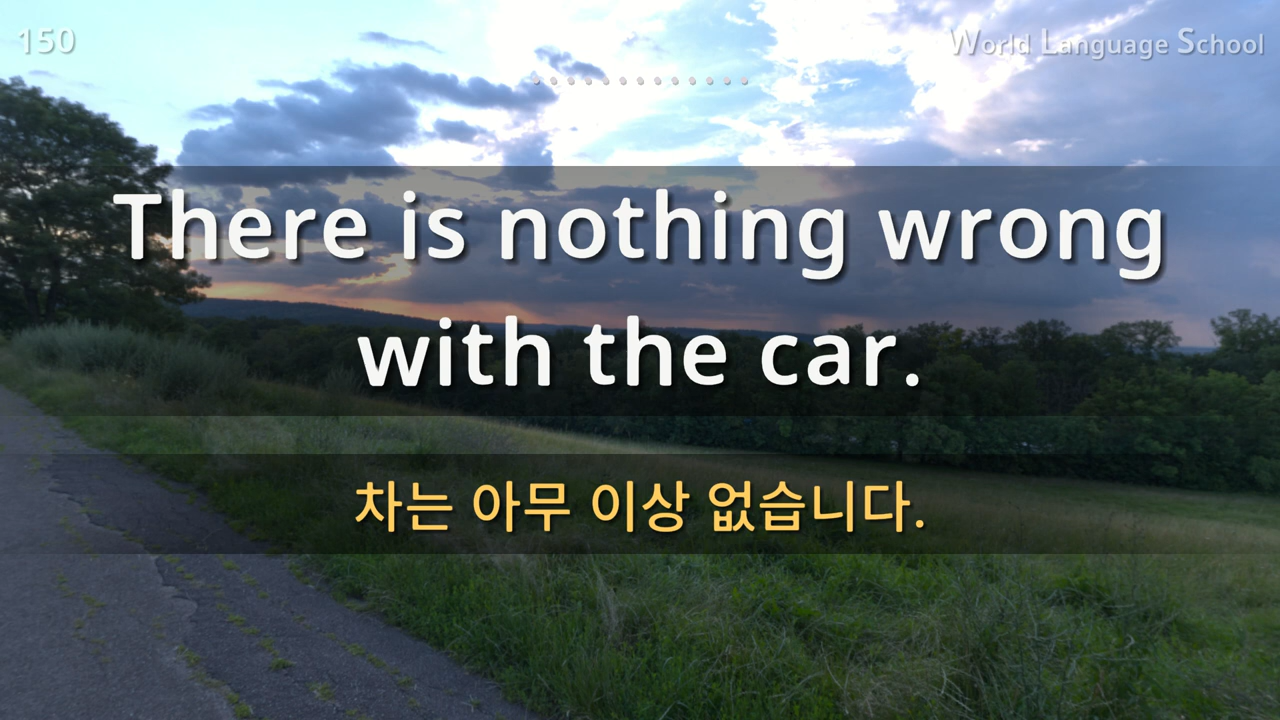 150
World Language School
There is nothing wrong
with the car.
차는 아무 이상 없습니다.